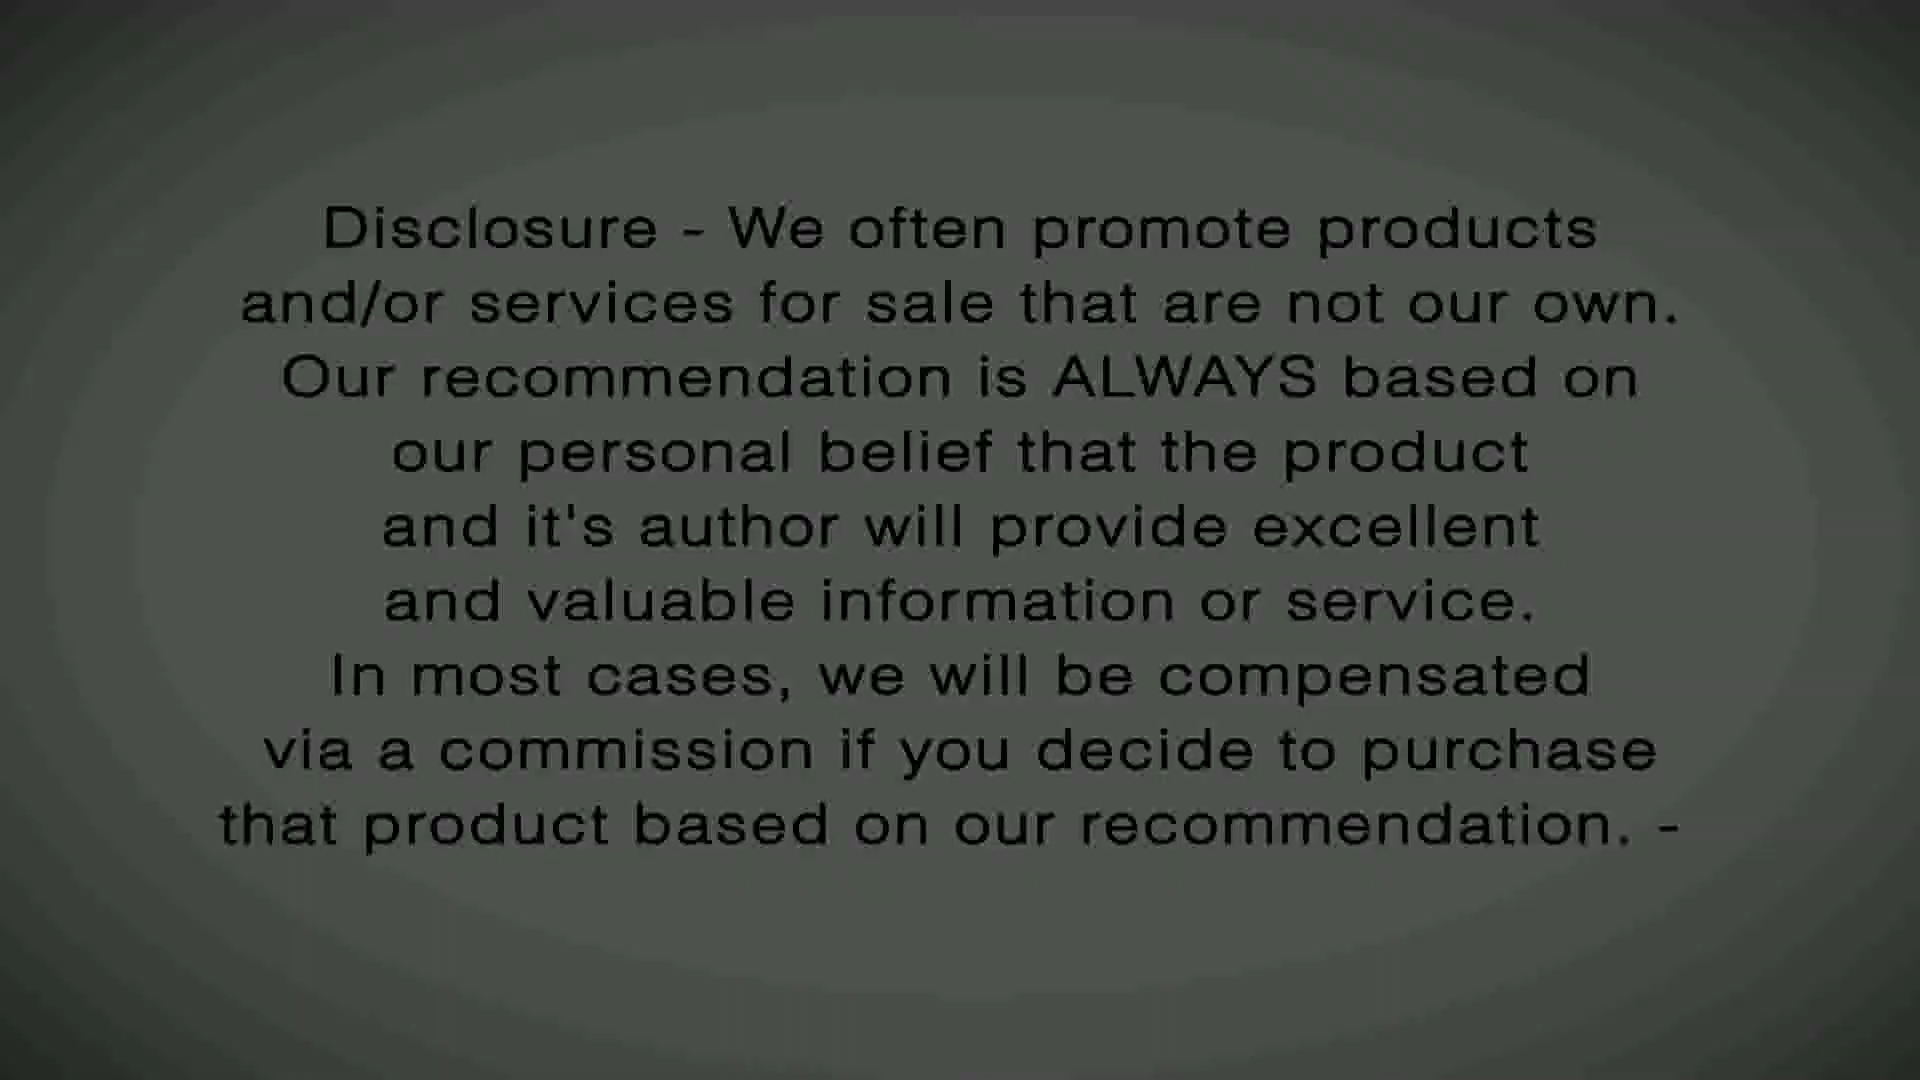 Disclosure - We often promote products
and/or services for sale that are not our own.
Our recommendation is ALWAYS based on
our personal belief that the product
and it's author will provide excellent
and valuable information or service.
In most cases, we will be compensated
via a commission if you decide to purchase
that product based on our recommendation. -